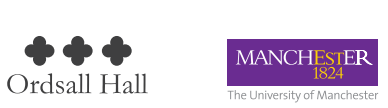 Ordsall Hall
MANCHESTER
1824
The University of Manchester